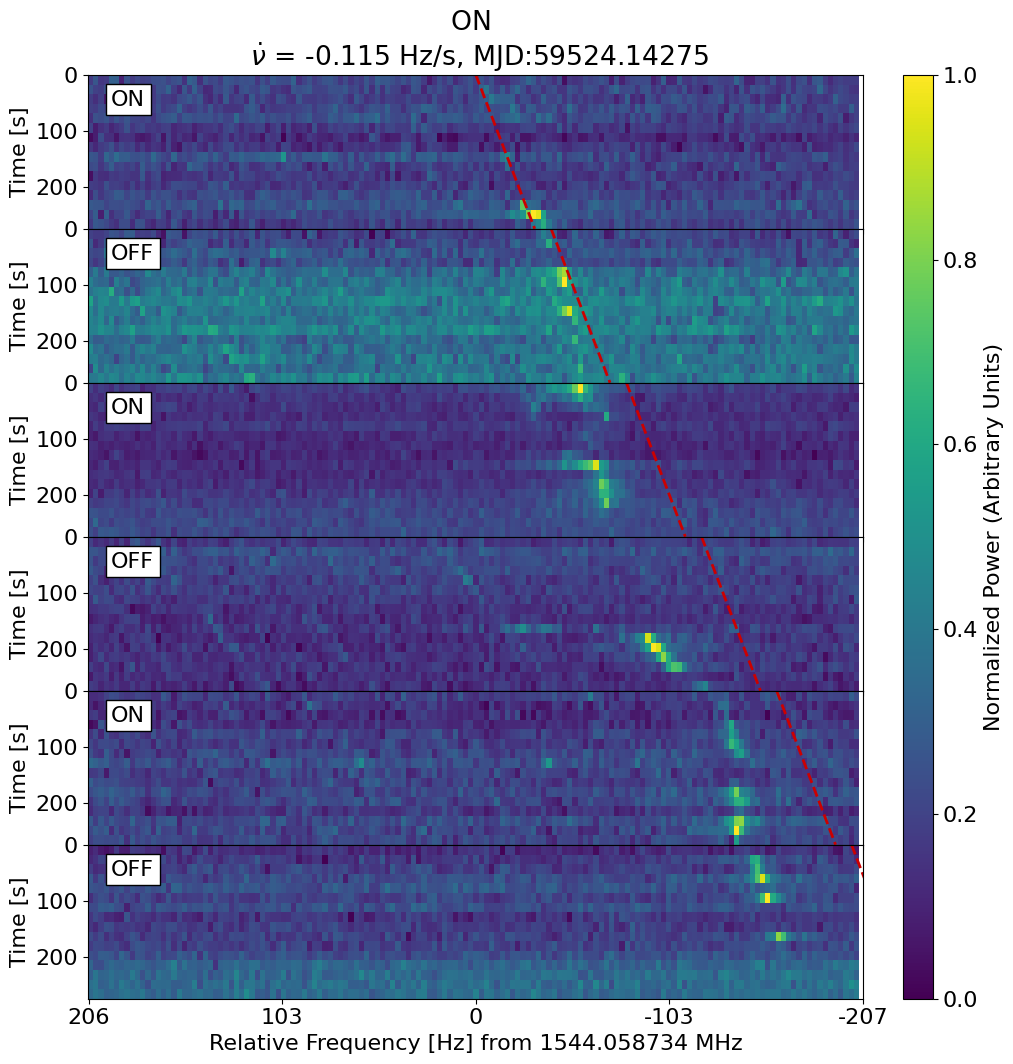 ON
ν̇ = -0.115 Hz/s, MJD:59524.14275
0
ON
Time [s]
100
200
0
OFF
Time [s]
100
200
0
ON
Time [s]
100
200
0
OFF
Time [s]
100
200
0
ON
Time [s]
100
200
0
OFF
Time [s]
100
200
206 103 0 -103 -207
Relative Frequency [Hz] from 1544.058734 MHz
1.0
0.8
0.6
0.4
0.2
0.0
Normalized Power (Arbitrary Units)